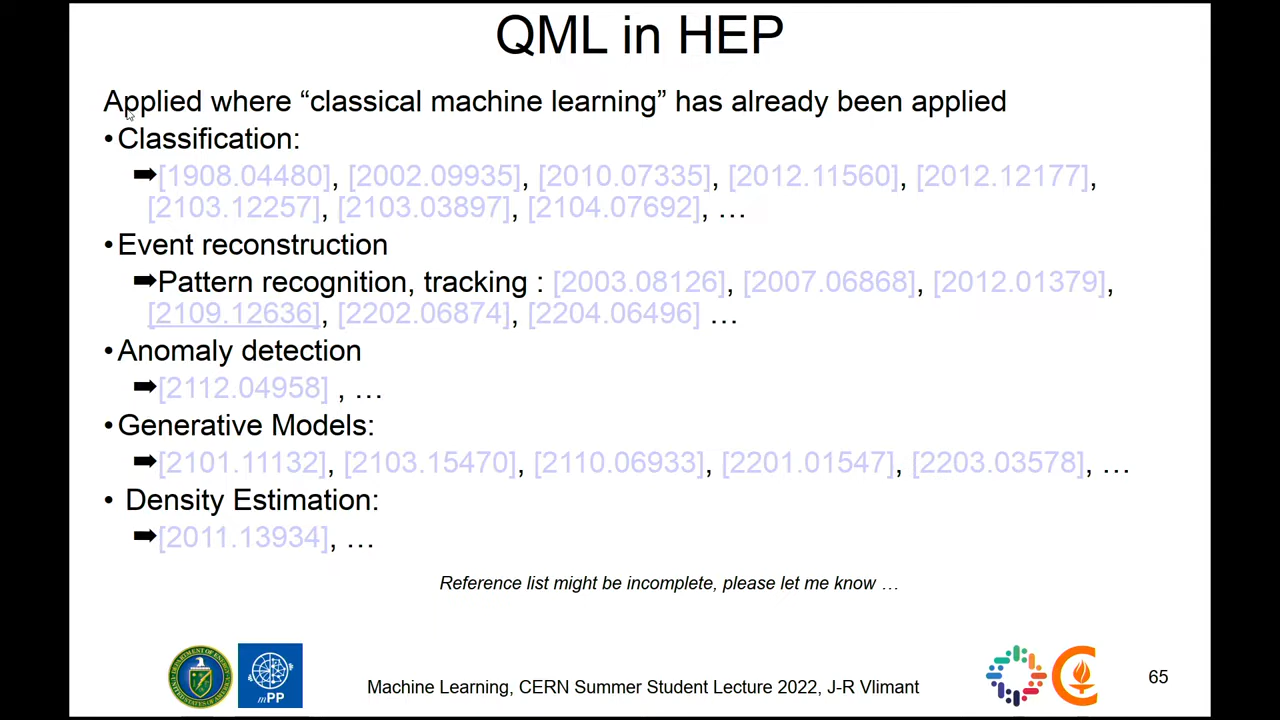 QML in HEP
Applied where “classical machine learning” has already been applied
•Classification:
➡[1908.04480], [2002.09935], [2010.07335], [2012.11560], [2012.12177],
[2103.12257], [2103.03897], [2104.07692], …
•Event reconstruction
➡Pattern recognition, tracking : [2003.08126], [2007.06868], [2012.01379],
[2109.12636], [2202.06874], [2204.06496] …
•Anomaly detection
➡[2112.04958] , …
•Generative Models:
➡[2101.11132], [2103.15470], [2110.06933], [2201.01547], [2203.03578], …
• Density Estimation:
➡[2011.13934], …
Reference list might be incomplete, please let me know …
mPP
Machine Learning, CERN Summer Student Lecture 2022, J-R Vlimant
65